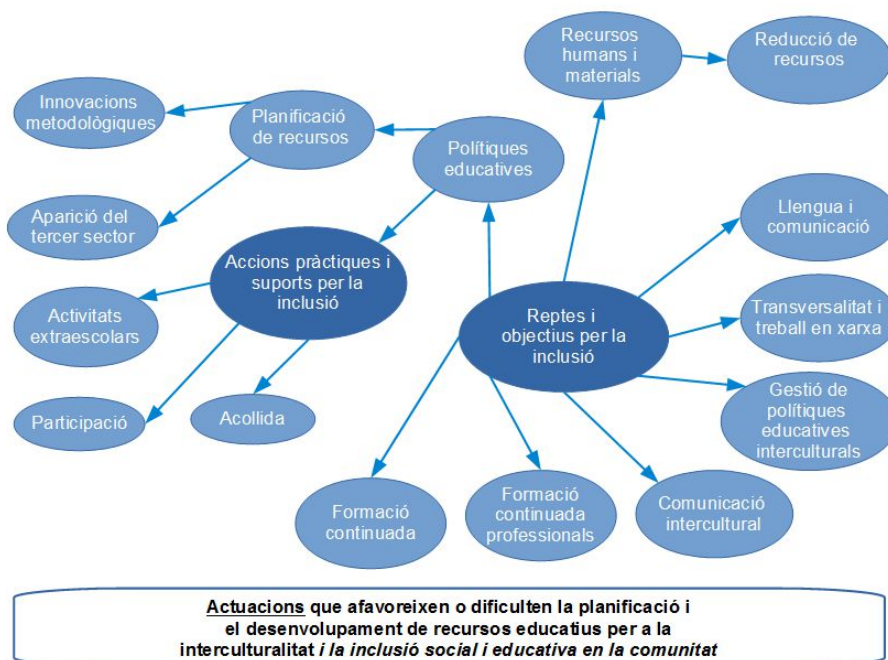 Recursos
humans i
materials
Reducció de
recursos
Innovacions
metodològiques
Planificació
de recursos
Polítiques
educatives
Aparició del
tercer sector
Llengua i
comunicació
Accions pràctiques i
suports per la
inclusió
Activitats
extraescolars
Reptes i
objectius per la
inclusió
Transversalitat i
treball en xarxa
Participació
Acollida
Gestió de
polítiques
educatives
interculturals
Formació
continuada
Formació
continuada
professionals
Comunicació
intercultural
Actuacions que afavoreixen o dificulten la planificació i
el desenvolupament de recursos educatius per a la
interculturalitat i la inclusió social i educativa en la comunitat